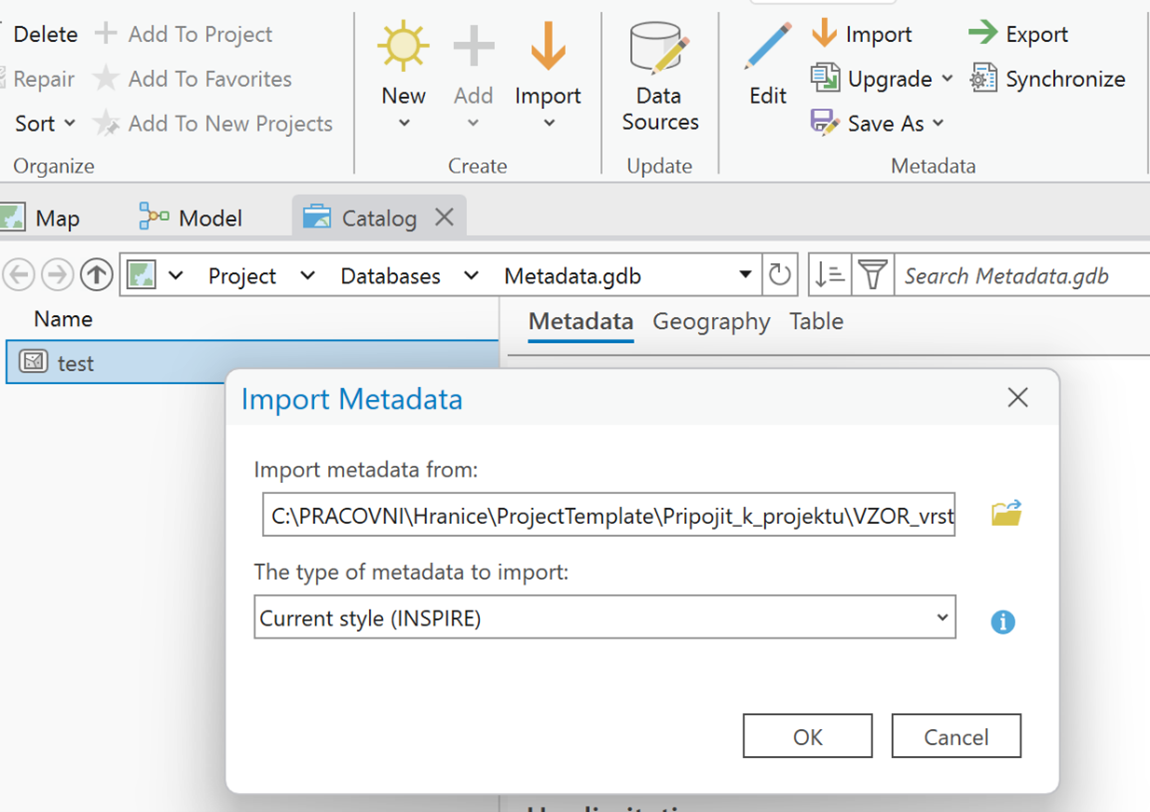 Delete Add To Project
Repair Add To Favorites
Sort Add To New Projects
Organize
New Add Import
Create
Data
Sources
Update
Edit
Import Export
Upgrade Synchronize
Save As
Metadata
Map Model Catalog
Project Databases Metadata.gdb Search Metadata.gdb
Name
Metadata Geography Table
test
Import Metadata
Import metadata from:
C:\PRACOVNI\Hranice\ProjectTemplate\Pripojit_k_projektu\VZOR_vrst
The type of metadata to import:
Current style (INSPIRE)
OK Cancel